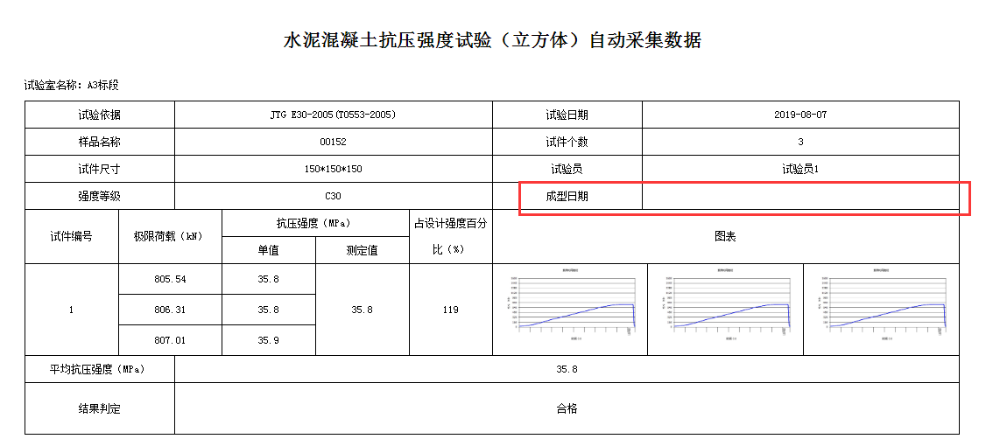 水泥混凝土抗压强度试验（立方体）自动采集数据
试验室名称: A3标段
试验依据 JTG E30-2005(T0553-2005) 试验日期 2019-08-07
样品名称 00152 试件个数 3
试件尺寸 150*150*150 试验员 试验员1
强度等级 C30 成型日期
试件编号 极限荷载（kN） 抗压强度（MPa） 占设计强度百分比（%） 图表
单值 测定值
805.54 35.8
1 806.31 35.8 35.8 119
807.01 35.9
平均抗压强度（MPa） 35.8
结果判定 合格